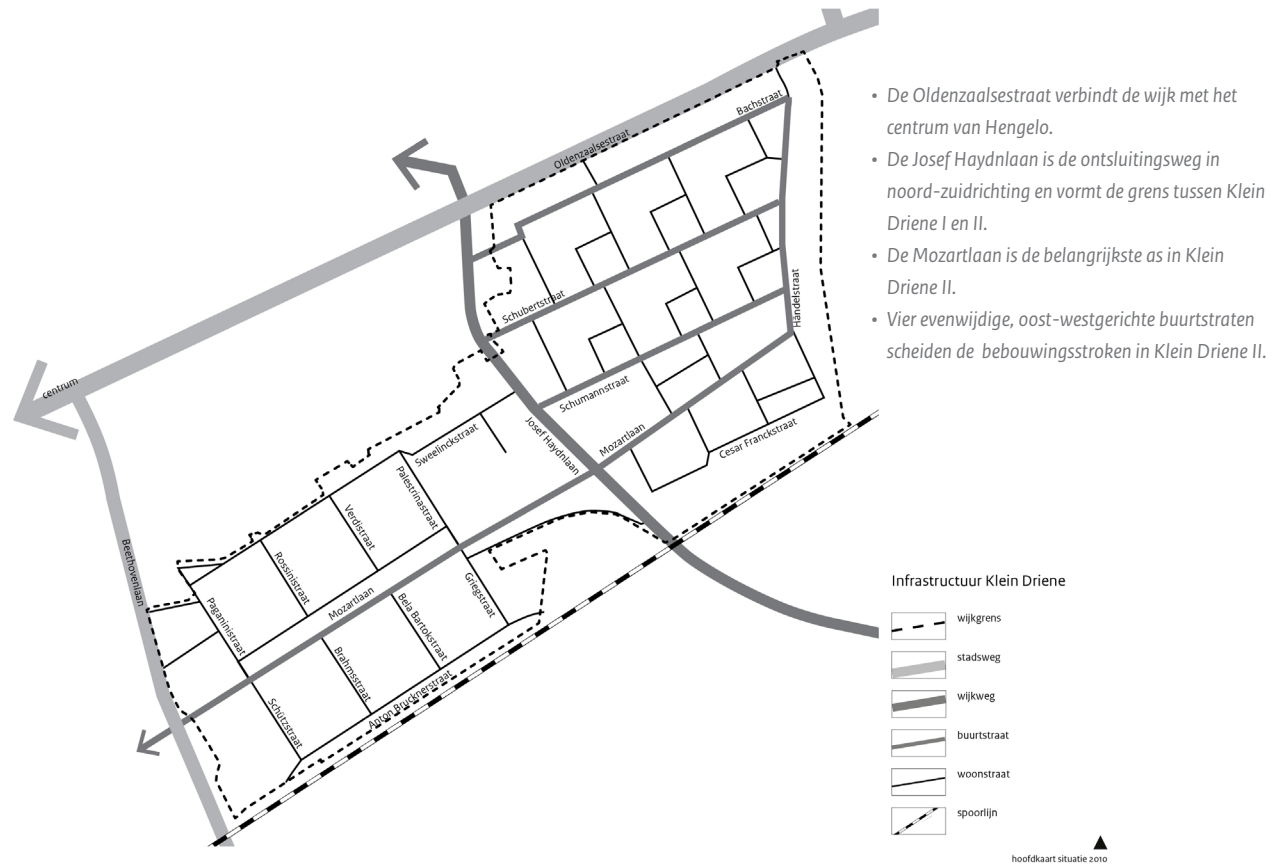 Bachstraat
Oldenzaalsestraat
Schubertstraat
Händelstraat
centrum
Schumannstraat
Josef Haydnlaan
Mozartlaan
Cesar Franckstraat
Sweelinckstraat
Palestrinastraat
Verdistraat
Rossinistraat
Beethovenlaan
Paganinistraat
Mozartlaan
Griegstraat
Bela Bartokstraat
Brahmsstraat
Anton Brucknerstraat
Schützstraat
• De Oldenzaalsestraat verbindt de wijk met het
centrum van Hengelo.
• De Josef Haydnlaan is de ontsluitingsweg in
noord-zuidrichting en vormt de grens tussen Klein
Driene I en II.
• De Mozartlaan is de belangrijkste as in Klein
Driene II.
• Vier evenwijdige, oost-westgerichte buurtstraten
scheiden de bebouwingsstroken in Klein Driene II.
Infrastructuur Klein Driene
wijkgrens
stadsweg
wijkweg
buurtstraat
woonstraat
spoorlijn
hoofdkaart situatie 2010